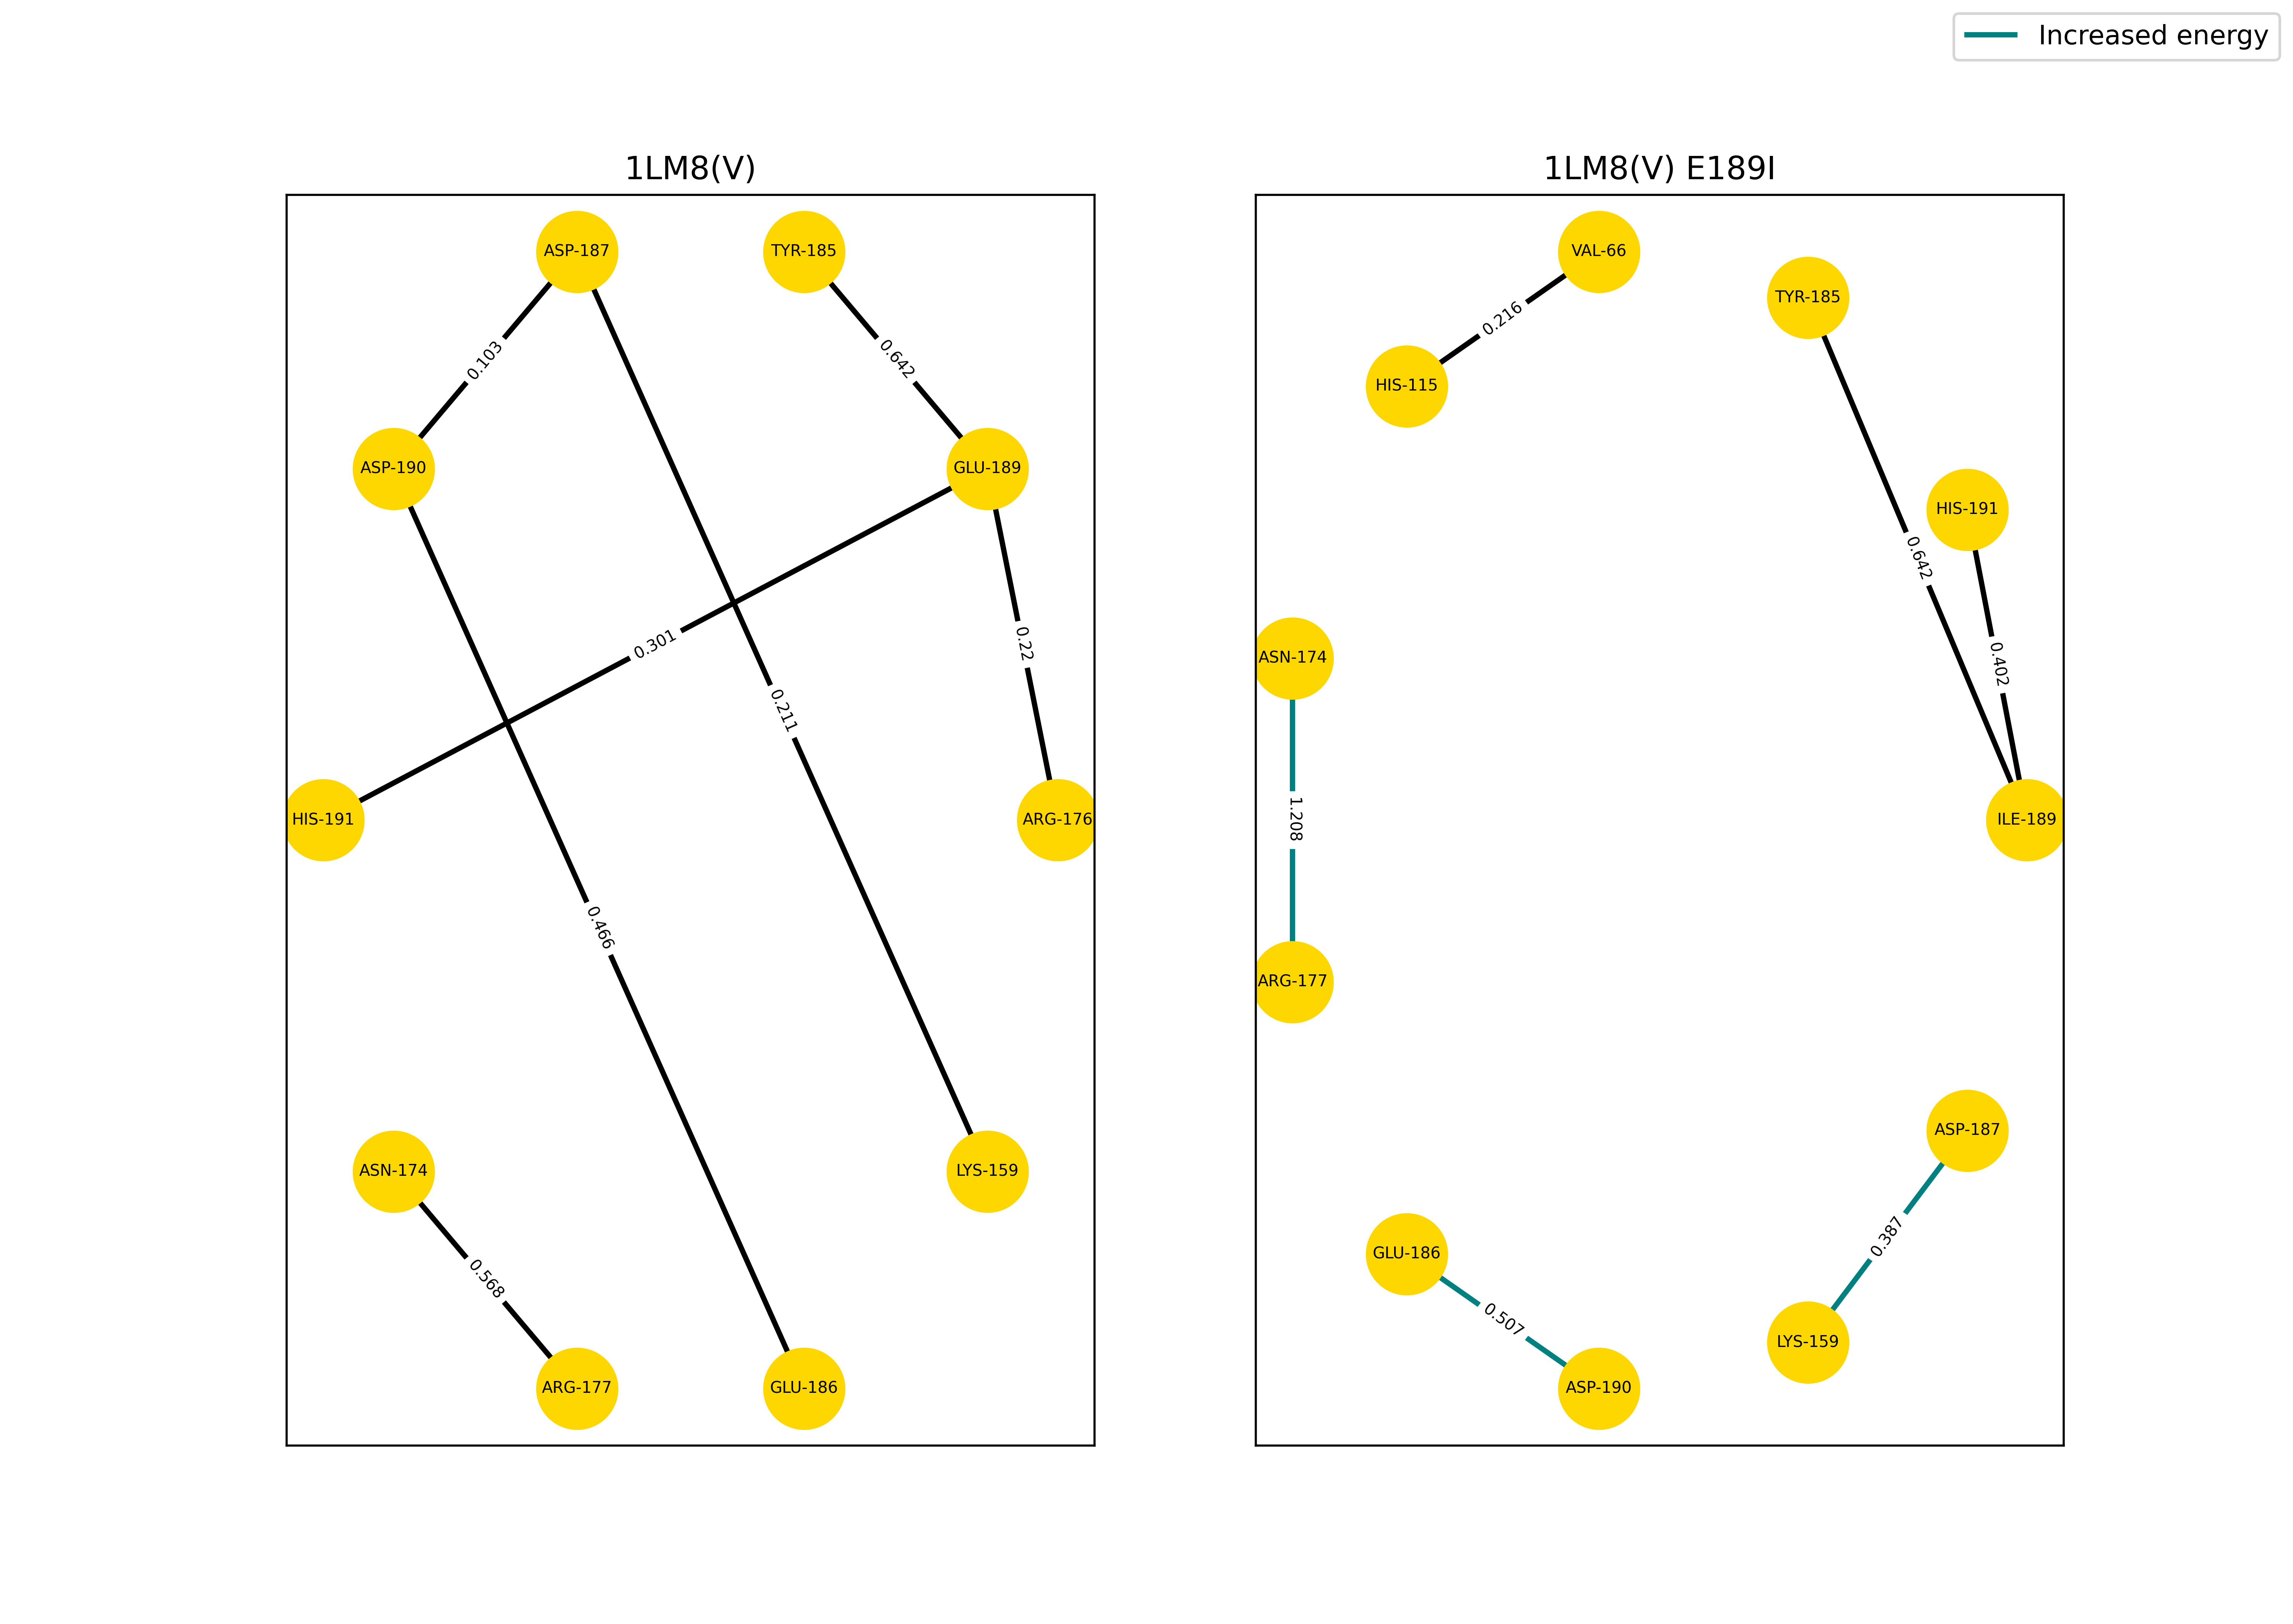 Increased energy
1LM8(V)
ASP-187
TYR-185
0.103
0.642
ASP-190
GLU-189
0.301
0.22
0.211
HIS-191
ARG-176
0.466
ASN-174
LYS-159
0.568
ARG-177
GLU-186
1LM8(V) E189I
VAL-66
TYR-185
0.216
HIS-115
HIS-191
0.642
ASN-174
0.402
1.208
ILE-189
ARG-177
ASP-187
0.387
GLU-186
0.507
LYS-159
ASP-190